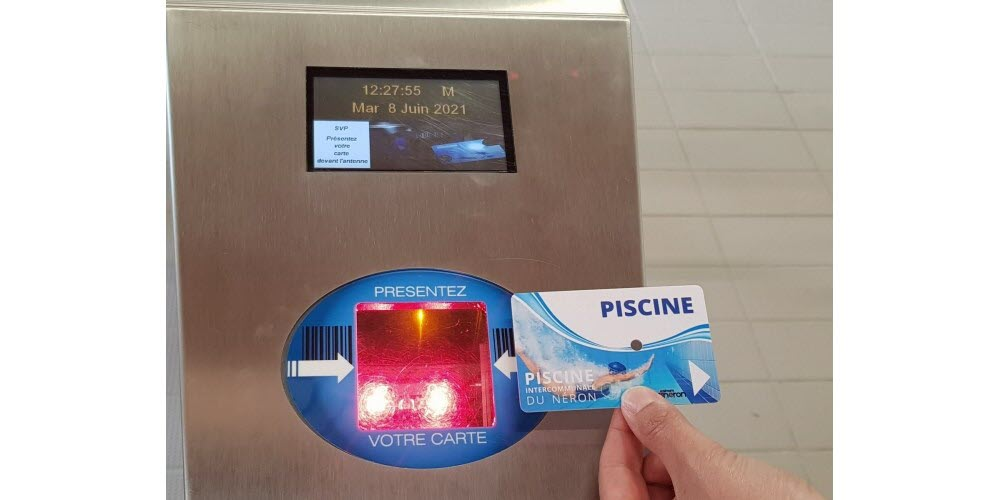 12:27:55 M
Mar 8 Juin 2021
SVP
Présentez
votre
carte
devant l'antenne
PRESENTEZ
VOTRE CARTE
PISCINE
PISCINE
INTERCOMMUNALE
DU NÉRON
néron